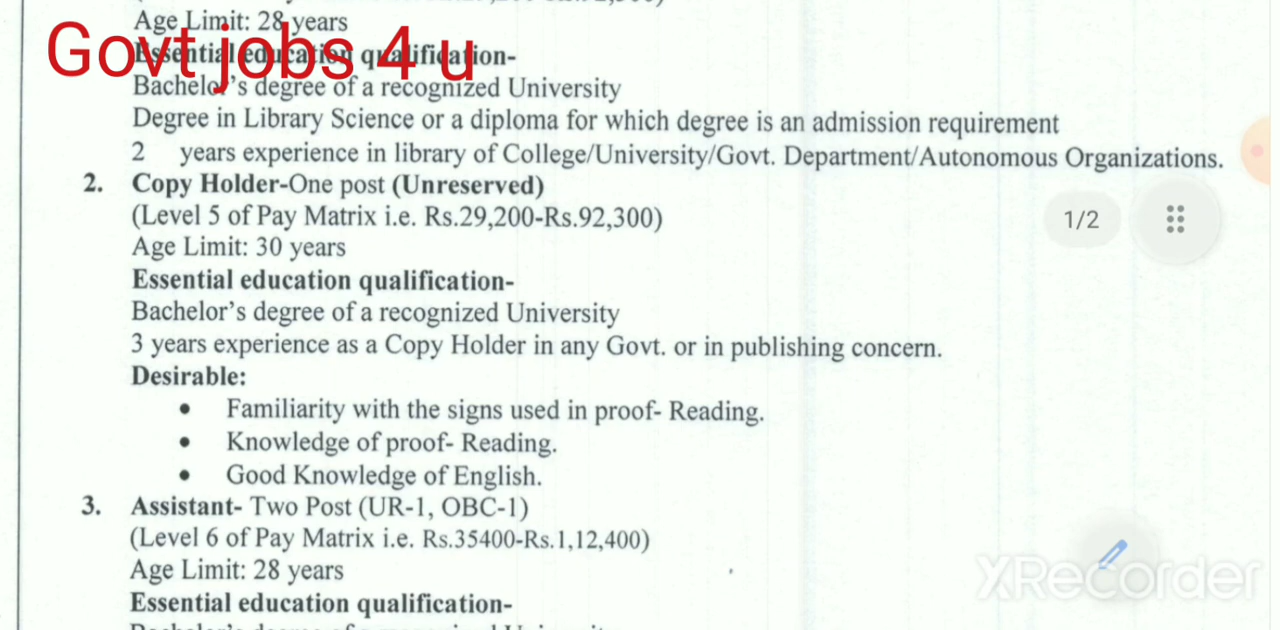 Age Limit: 28 years
Govt jobs 4 u
Essential education qualification-
Bachelor's degree of a recognized University
Degree in Library Science or a diploma for which degree is an admission requirement
2 years experience in library of College/University/Govt. Department/Autonomous Organizations.
2. Copy Holder-One post (Unreserved)
(Level 5 of Pay Matrix i.e. Rs.29,200-Rs.92,300)
1/2
Age Limit: 30 years
Essential education qualification-
Bachelor's degree of a recognized University
3 years experience as a Copy Holder in any Govt. or in publishing concern.
Desirable:
• Familiarity with the signs used in proof- Reading.
• Knowledge of proof- Reading.
• Good Knowledge of English.
3. Assistant- Two Post (UR-1, OBC-1)
(Level 6 of Pay Matrix i.e. Rs.35400-Rs.1,12,400)
Age Limit: 28 years
XRecorder
Essential education qualification-